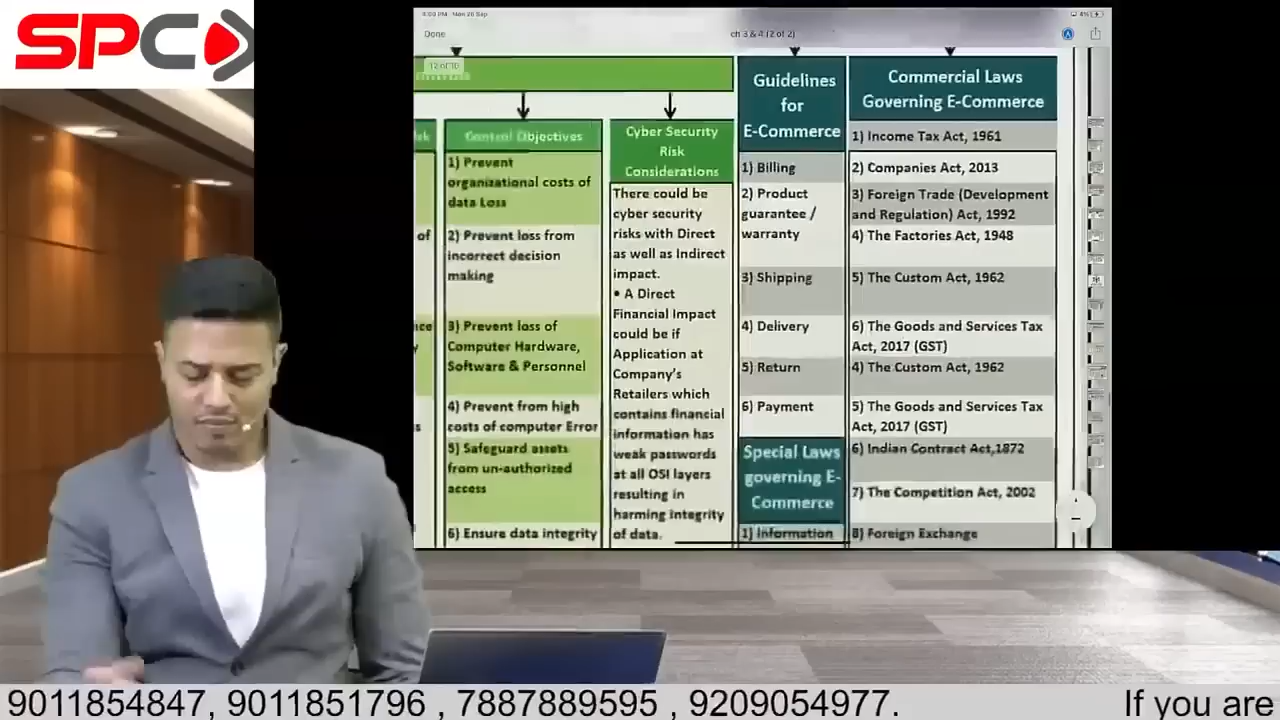 SPC
4:00 PM Mon 26 Sep
4%
Done
ch 3 & 4 (2 of 2)
Control Objectives
1) Prevent
organizational costs of
data Loss
2) Prevent loss from
incorrect decision
making
3) Prevent loss of
Computer Hardware,
Software & Personnel
4) Prevent from high
costs of computer Error
5) Safeguard assets
from un-authorized
access
6) Ensure data integrity
Cyber Security
Risk
Considerations
There could be
cyber security
risks with Direct
as well as Indirect
impact.
• A Direct
Financial Impact
could be if
Application at
Company's
Retailers which
contains financial
information has
weak passwords
at all OSI layers
resulting in
harming integrity
of data.
Guidelines
for
E-Commerce
1) Billing
2) Product
guarantee /
warranty
3) Shipping
4) Delivery
5) Return
6) Payment
Special Laws
governing E-
Commerce
1) Information
Commercial Laws
Governing E-Commerce
1) Income Tax Act, 1961
2) Companies Act, 2013
3) Foreign Trade (Development
and Regulation) Act, 1992
4) The Factories Act, 1948
5) The Custom Act, 1962
6) The Goods and Services Tax
Act, 2017 (GST)
4) The Custom Act, 1962
5) The Goods and Services Tax
Act, 2017 (GST)
6) Indian Contract Act,1872
7) The Competition Act, 2002
8) Foreign Exchange
9011854847, 9011851796 , 7887889595 , 9209054977. If you are